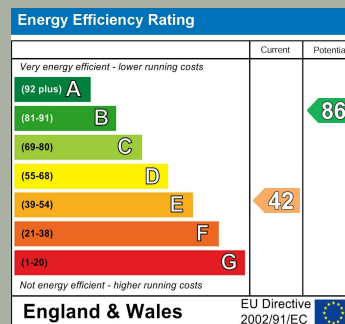 Energy Efficiency Rating
Current Potentia
Very energy efficient - lower running costs
(92 plus) A
(81-91) B
86
(69-80) C
(55-68) D
(39-54) E
42
(21-38) F
(1-20) G
Not energy efficient - higher running costs
England & Wales
EU Directive
2002/91/EC